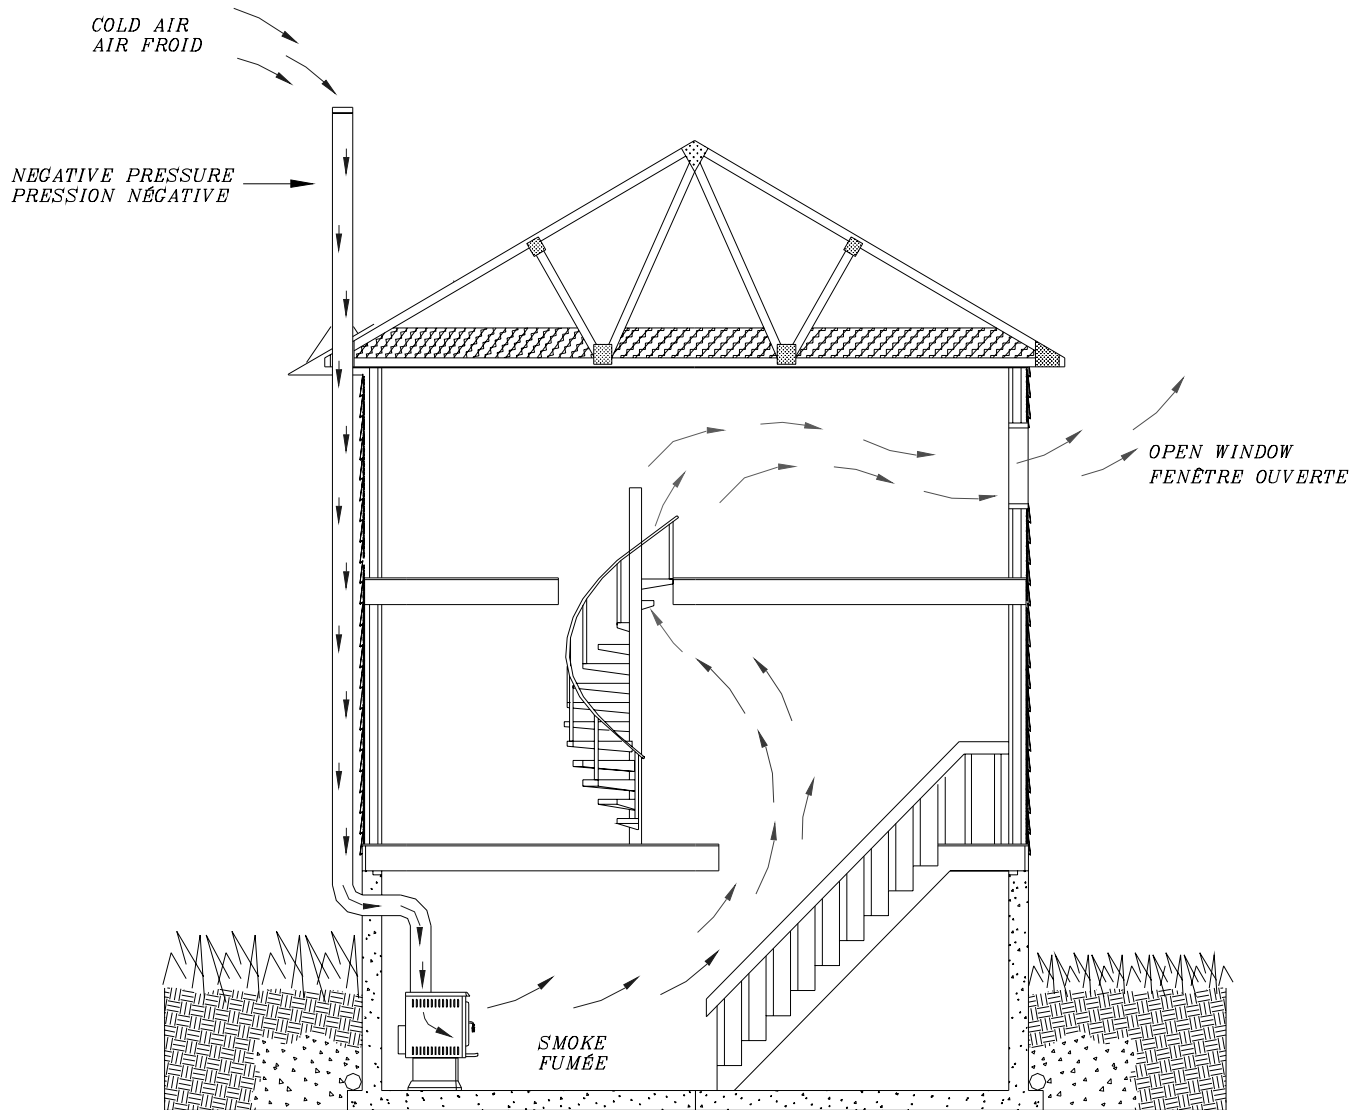 COLD AIR
AIR FROID
NEGATIVE PRESSURE
PRESSION NÉGATIVE
OPEN WINDOW
FENÊTRE OUVERTE
SMOKE
FUMÉE